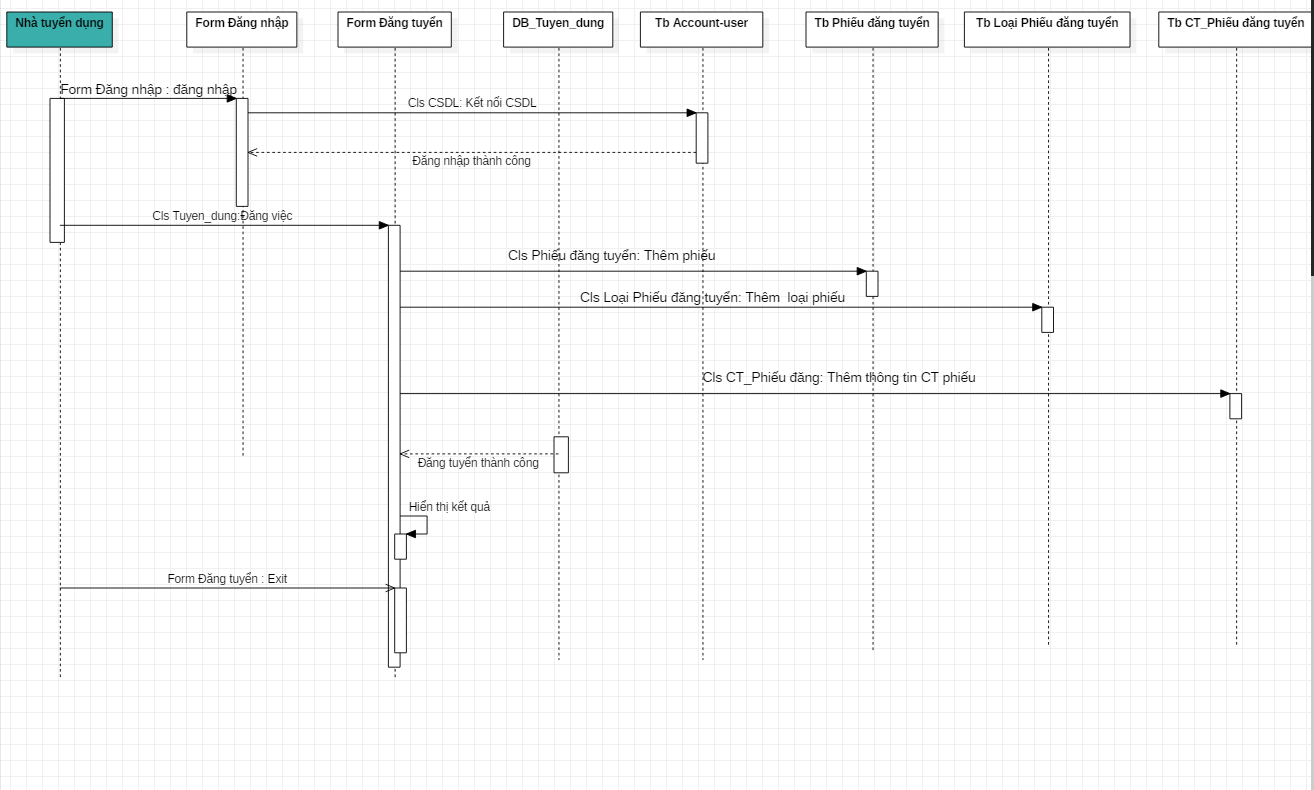 Nhà tuyển dụng
Form Đăng nhập
Form Đăng tuyển
DB_Tuyen_dung
Tb Account-user
Tb Phiếu đăng tuyển
Tb Loại Phiếu đăng tuyển
Tb CT_Phiếu đăng tuyển
Form Đăng nhập : đăng nhập
Cls CSDL: Kết nối CSDL
Đăng nhập thành công
Cls Tuyen_dung:Đăng việc
Cls Phiếu đăng tuyển: Thêm phiếu
Cls Loại Phiếu đăng tuyển: Thêm  loại phiếu
Cls CT_Phiếu đăng: Thêm thông tin CT phiếu
Đăng tuyển thành công
Hiển thị kết quả
Form Đăng tuyển : Exit